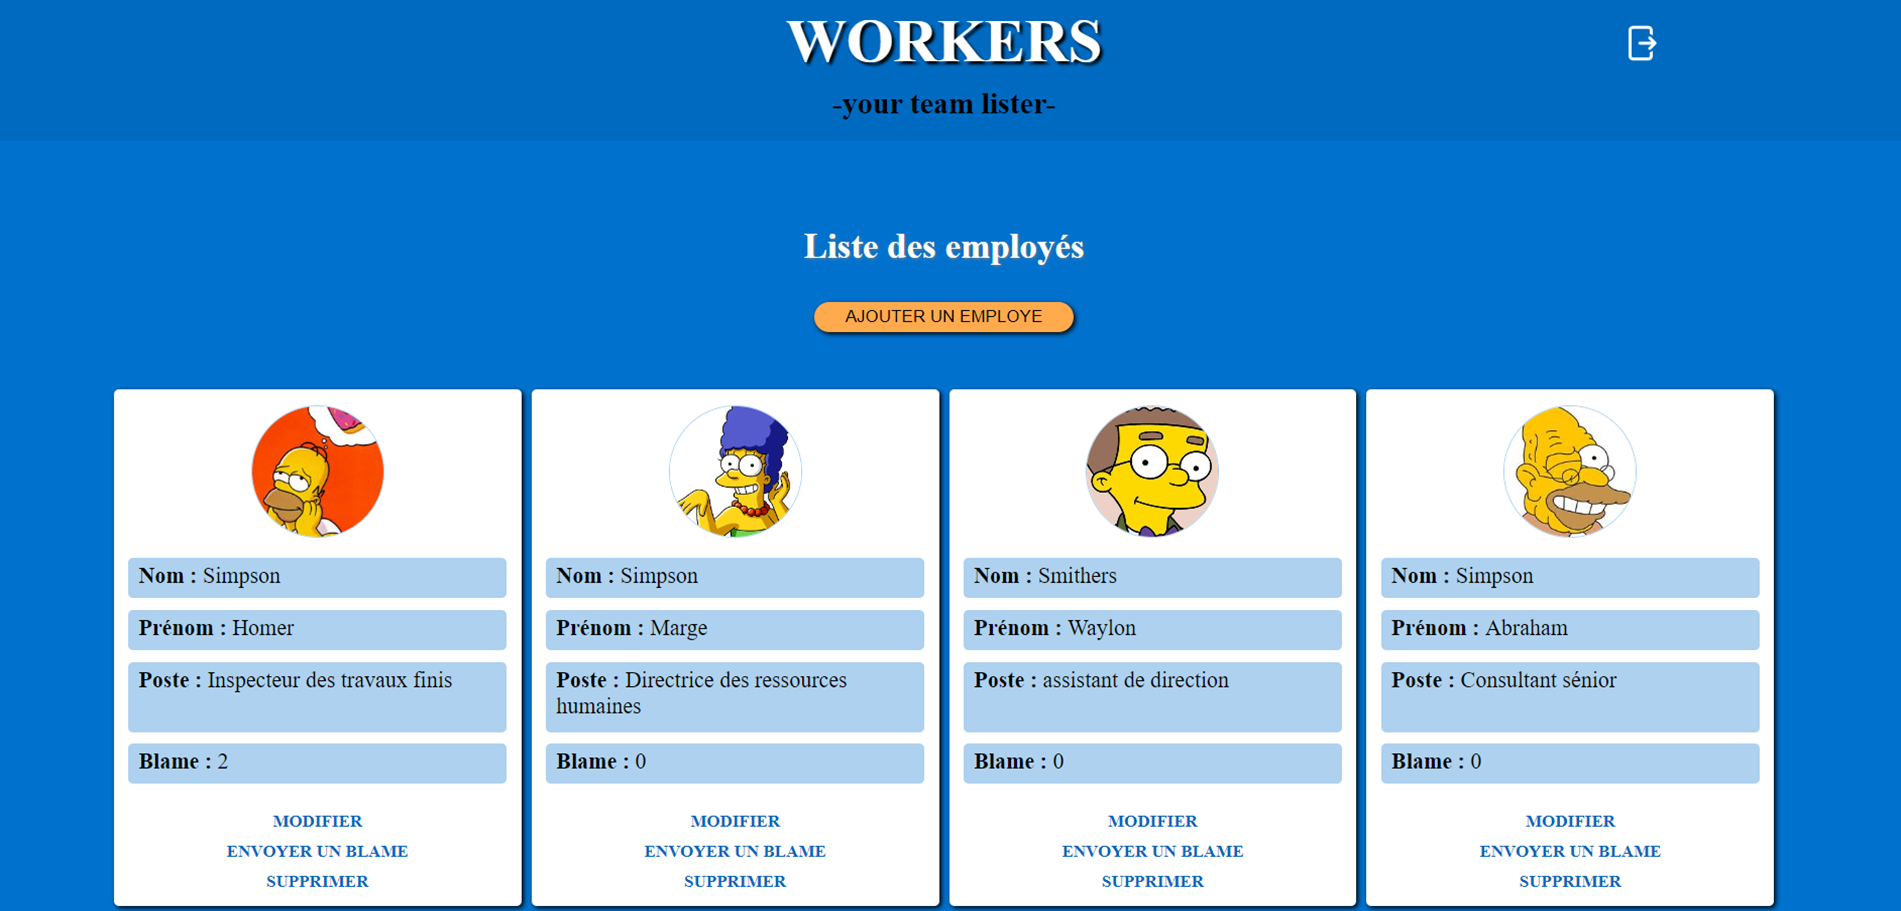 WORKERS
-your team lister-
Liste des employés
AJOUTER UN EMPLOYE
Nom : Simpson
Prénom : Homer
Poste : Inspecteur des travaux finis
Blame : 2
MODIFIER
ENVOYER UN BLAME
SUPPRIMER
Nom : Simpson
Prénom : Marge
Poste : Directrice des ressources
humaines
Blame : 0
MODIFIER
ENVOYER UN BLAME
SUPPRIMER
Nom : Smithers
Prénom : Waylon
Poste : assistant de direction
Blame : 0
MODIFIER
ENVOYER UN BLAME
SUPPRIMER
Nom : Simpson
Prénom : Abraham
Poste : Consultant sénior
Blame : 0
MODIFIER
ENVOYER UN BLAME
SUPPRIMER